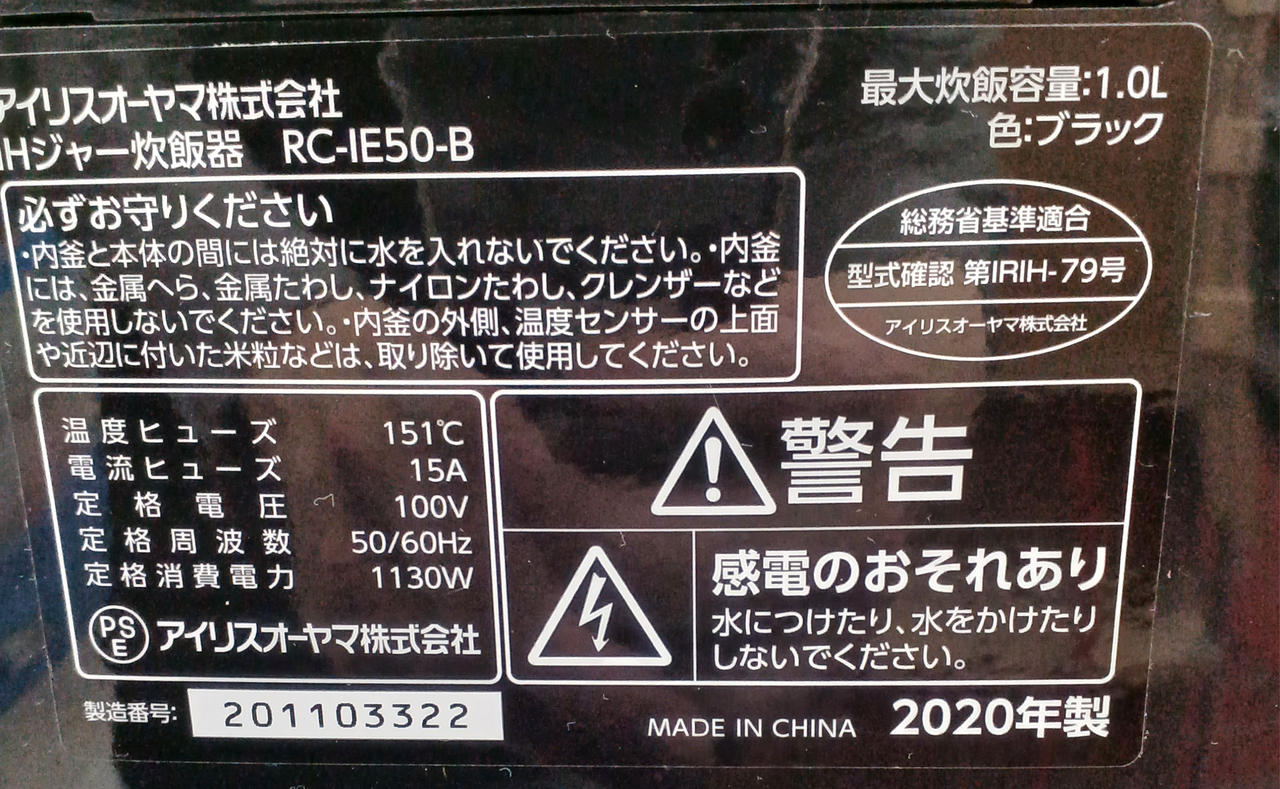 アイリスオーヤマ株式会社
IHジャー炊飯器 RC-IE50-B
最大炊飯容量:1.0L
色:ブラック
必ずお守りください
・内釜と本体の間には絶対に水を入れないでください。・内釜
には、金属へら、金属たわし、ナイロンたわし、クレンザーなど
を使用しないでください。・内釜の外側、温度センサーの上面
や近辺に付いた米粒などは、取り除いて使用してください。
総務省基準適合
型式確認 第IRIH-79号
アイリスオーヤマ株式会社
温度ヒューズ 151℃
電流ヒューズ 15A
定格電圧 100V
定格周波数 50/60Hz
定格消費電力 1130W
PSE アイリスオーヤマ株式会社
警告
感電のおそれあり
水につけたり、水をかけたり
しないでください。
製造番号: 201103322
MADE IN CHINA 2020年製